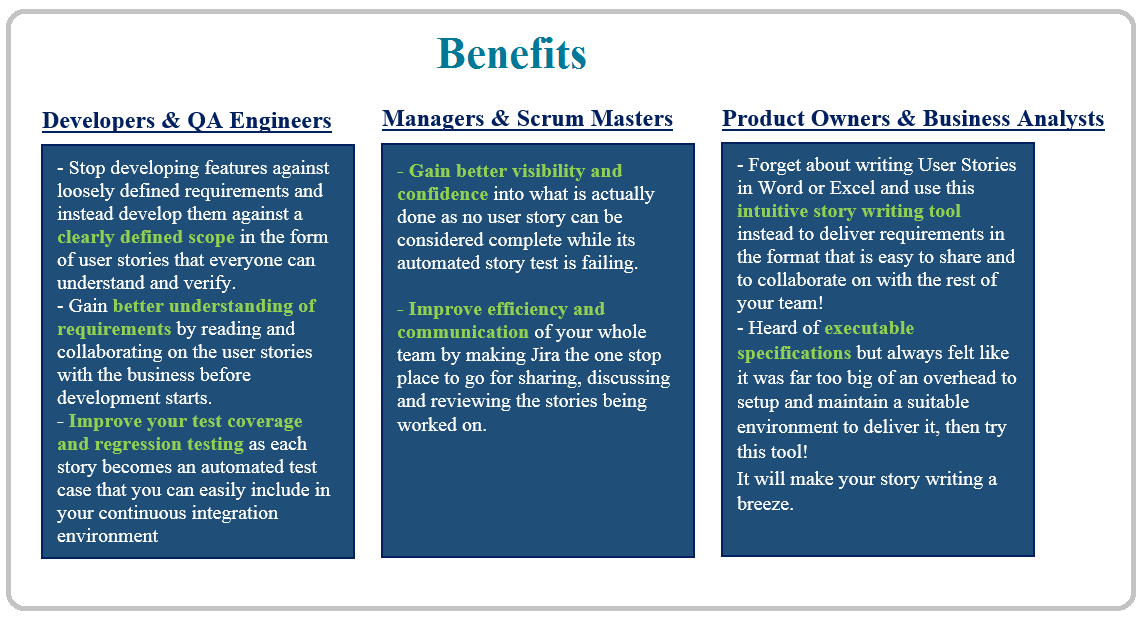 Benefits
Developers & QA Engineers
- Stop developing features against
loosely defined requirements and
instead develop them against a
clearly defined scope in the form
of user stories that everyone can
understand and verify.
- Gain better understanding of
requirements by reading and
collaborating on the user stories
with the business before
development starts.
- Improve your test coverage
and regression testing as each
story becomes an automated test
case that you can easily include in
your continuous integration
environment
Managers & Scrum Masters
- Gain better visibility and
confidence into what is actually
done as no user story can be
considered complete while its
automated story test is failing.
- Improve efficiency and
communication of your whole
team by making Jira the one stop
place to go for sharing, discussing
and reviewing the stories being
worked on.
Product Owners & Business Analysts
- Forget about writing User Stories
in Word or Excel and use this
intuitive story writing tool
instead to deliver requirements in
the format that is easy to share and
to collaborate on with the rest of
your team!
- Heard of executable
specifications but always felt like
it was far too big of an overhead to
setup and maintain a suitable
environment to deliver it, then try
this tool!
It will make your story writing a
breeze.